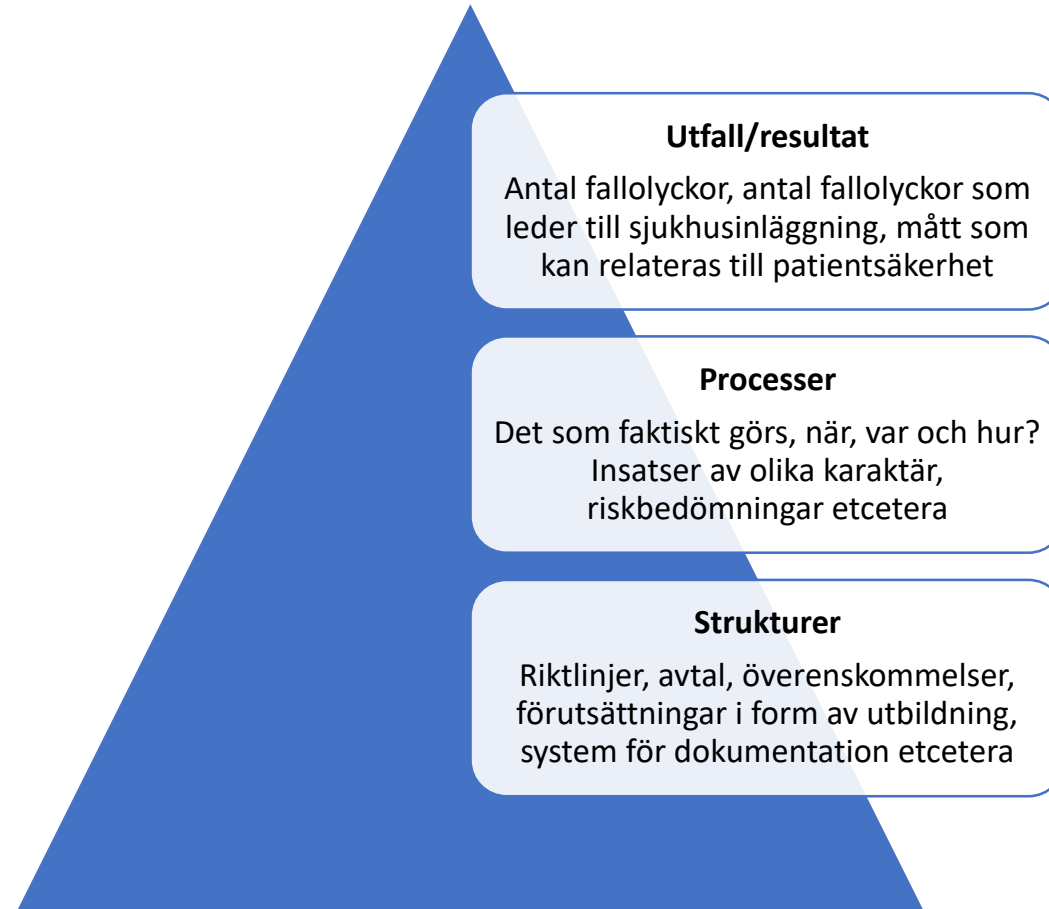 Utfall/resultat
Antal fallolyckor, antal fallolyckor som
leder till sjukhusinläggning, mått som
kan relateras till patientsäkerhet
Processer
Det som faktiskt görs, när, var och hur?
Insatser av olika karaktär,
riskbedömningar etcetera
Strukturer
Riktlinjer, avtal, överenskommelser,
förutsättningar i form av utbildning,
system för dokumentation etcetera